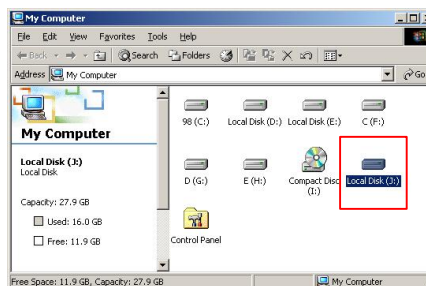 My Computer
File Edit View Favorites Tools Help
Back Search Folders
Address My Computer Go
My Computer
Local Disk (J:)
Local Disk
Capacity: 27.9 GB
Used: 16.0 GB
Free: 11.9 GB
98 (C:) Local Disk (D:) Local Disk (E:) C (F:)
D (G:) E (H:) Compact Disc (I:) Local Disk (J:)
Control Panel
Free Space: 11.9 GB, Capacity: 27.9 GB My Computer